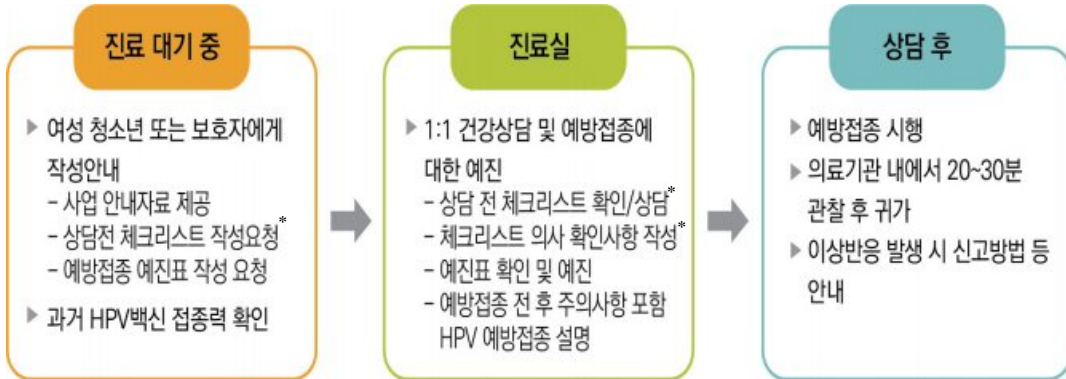 진료 대기 중
▶ 여성 청소년 또는 보호자에게
작성안내
- 사업 안내자료 제공
- 상담전 체크리스트 작성요청*
- 예방접종 예진표 작성 요청
▶ 과거 HPV백신 접종력 확인
진료실
▶ 1:1 건강상담 및 예방접종에
대한 예진
- 상담 전 체크리스트 확인/상담*
- 체크리스트 의사 확인사항 작성*
- 예진표 확인 및 예진
- 예방접종 전 후 주의사항 포함
HPV 예방접종 설명
상담 후
▶ 예방접종 시행
▶ 의료기관 내에서 20~30분
관찰 후 귀가
▶ 이상반응 발생 시 신고방법 등
안내